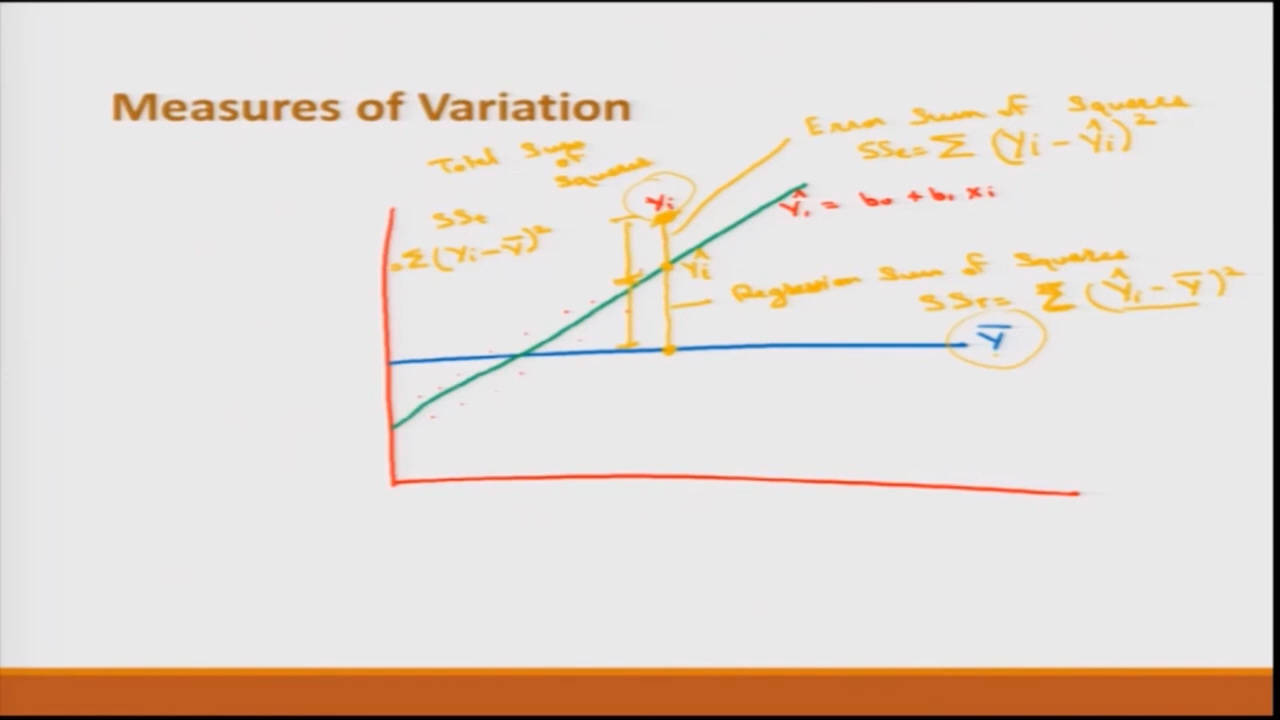 Measures of Variation
Total Sum
of
Squares
SSt
= Σ(Yi - Y̅)²
Error Sum of Squares
SSe = Σ (Yi - Ŷi)²
Yi
Ŷi = b₀ + b₁ xi
Ŷi
Regression Sum of Squares
SSr = Σ (Ŷi - Y̅)²
Y̅